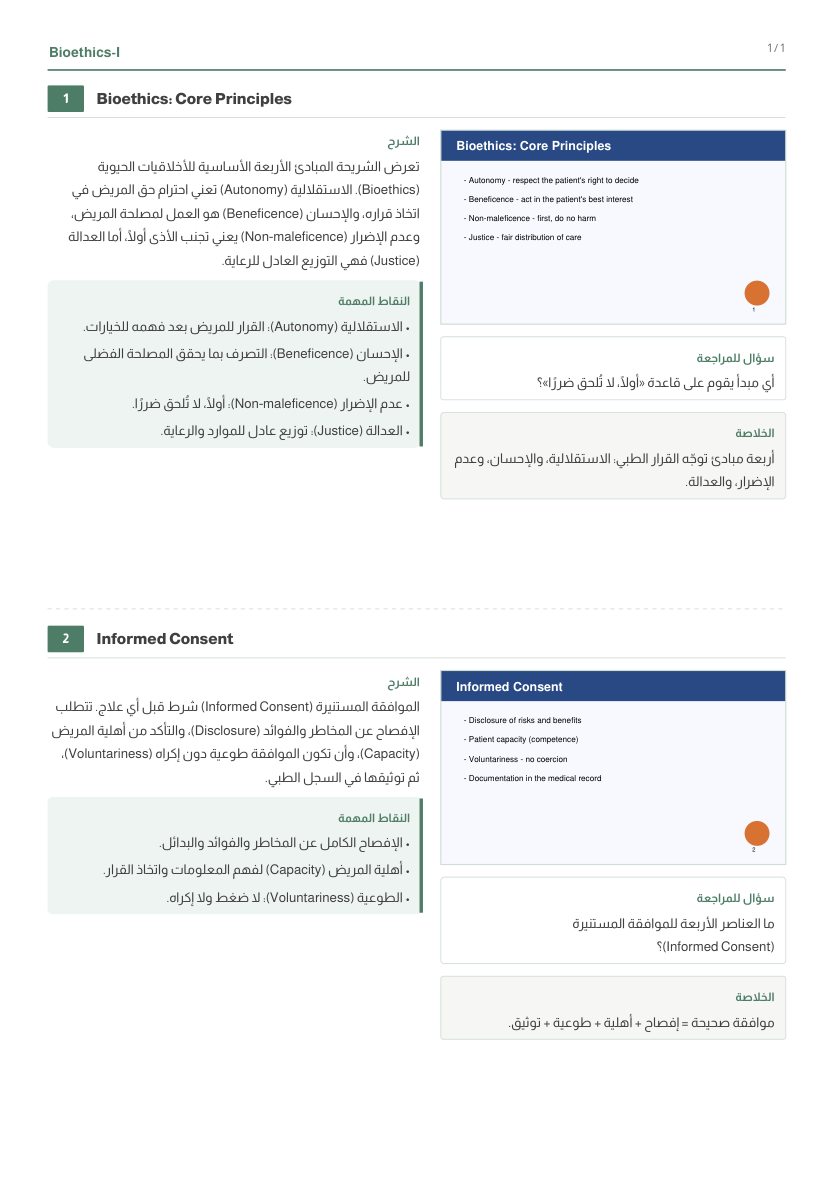 Bioethics-I
1/1
1
Bioethics: Core Principles
Bioethics: Core Principles
- Autonomy - respect the patient's right to decide
- Beneficence - act in the patient's best interest
- Non-maleficence - first, do no harm
- Justice - fair distribution of care
1
سؤال للمراجعة
أي مبدأ يقوم على قاعدة «أولًا، لا تُلحق ضررًا»؟
الخلاصة
أربعة مبادئ توجّه القرار الطبي: الاستقلالية، والإحسان، وعدم
الإضرار، والعدالة.
الشرح
تعرض الشريحة المبادئ الأربعة الأساسية للأخلاقيات الحيوية
(Bioethics). الاستقلالية (Autonomy) تعني احترام حق المريض في
اتخاذ قراره، والإحسان (Beneficence) هو العمل لمصلحة المريض،
وعدم الإضرار (Non-maleficence) يعني تجنب الأذى أولًا، أما العدالة
(Justice) فهي التوزيع العادل للرعاية.
النقاط المهمة
• الاستقلالية (Autonomy): القرار للمريض بعد فهمه للخيارات.
• الإحسان (Beneficence): التصرف بما يحقق المصلحة الفضلى
للمريض.
• عدم الإضرار (Non-maleficence): أولًا، لا تُلحق ضررًا.
• العدالة (Justice): توزيع عادل للموارد والرعاية.
2
Informed Consent
Informed Consent
- Disclosure of risks and benefits
- Patient capacity (competence)
- Voluntariness - no coercion
- Documentation in the medical record
2
سؤال للمراجعة
ما العناصر الأربعة للموافقة المستنيرة
(Informed Consent)؟
الخلاصة
موافقة صحيحة = إفصاح + أهلية + طوعية + توثيق.
الشرح
الموافقة المستنيرة (Informed Consent) شرط قبل أي علاج. تتطلب
الإفصاح عن المخاطر والفوائد (Disclosure)، والتأكد من أهلية المريض
(Capacity)، وأن تكون الموافقة طوعية دون إكراه (Voluntariness)،
ثم توثيقها في السجل الطبي.
النقاط المهمة
• الإفصاح الكامل عن المخاطر والفوائد والبدائل.
• أهلية المريض (Capacity) لفهم المعلومات واتخاذ القرار.
• الطوعية (Voluntariness): لا ضغط ولا إكراه.